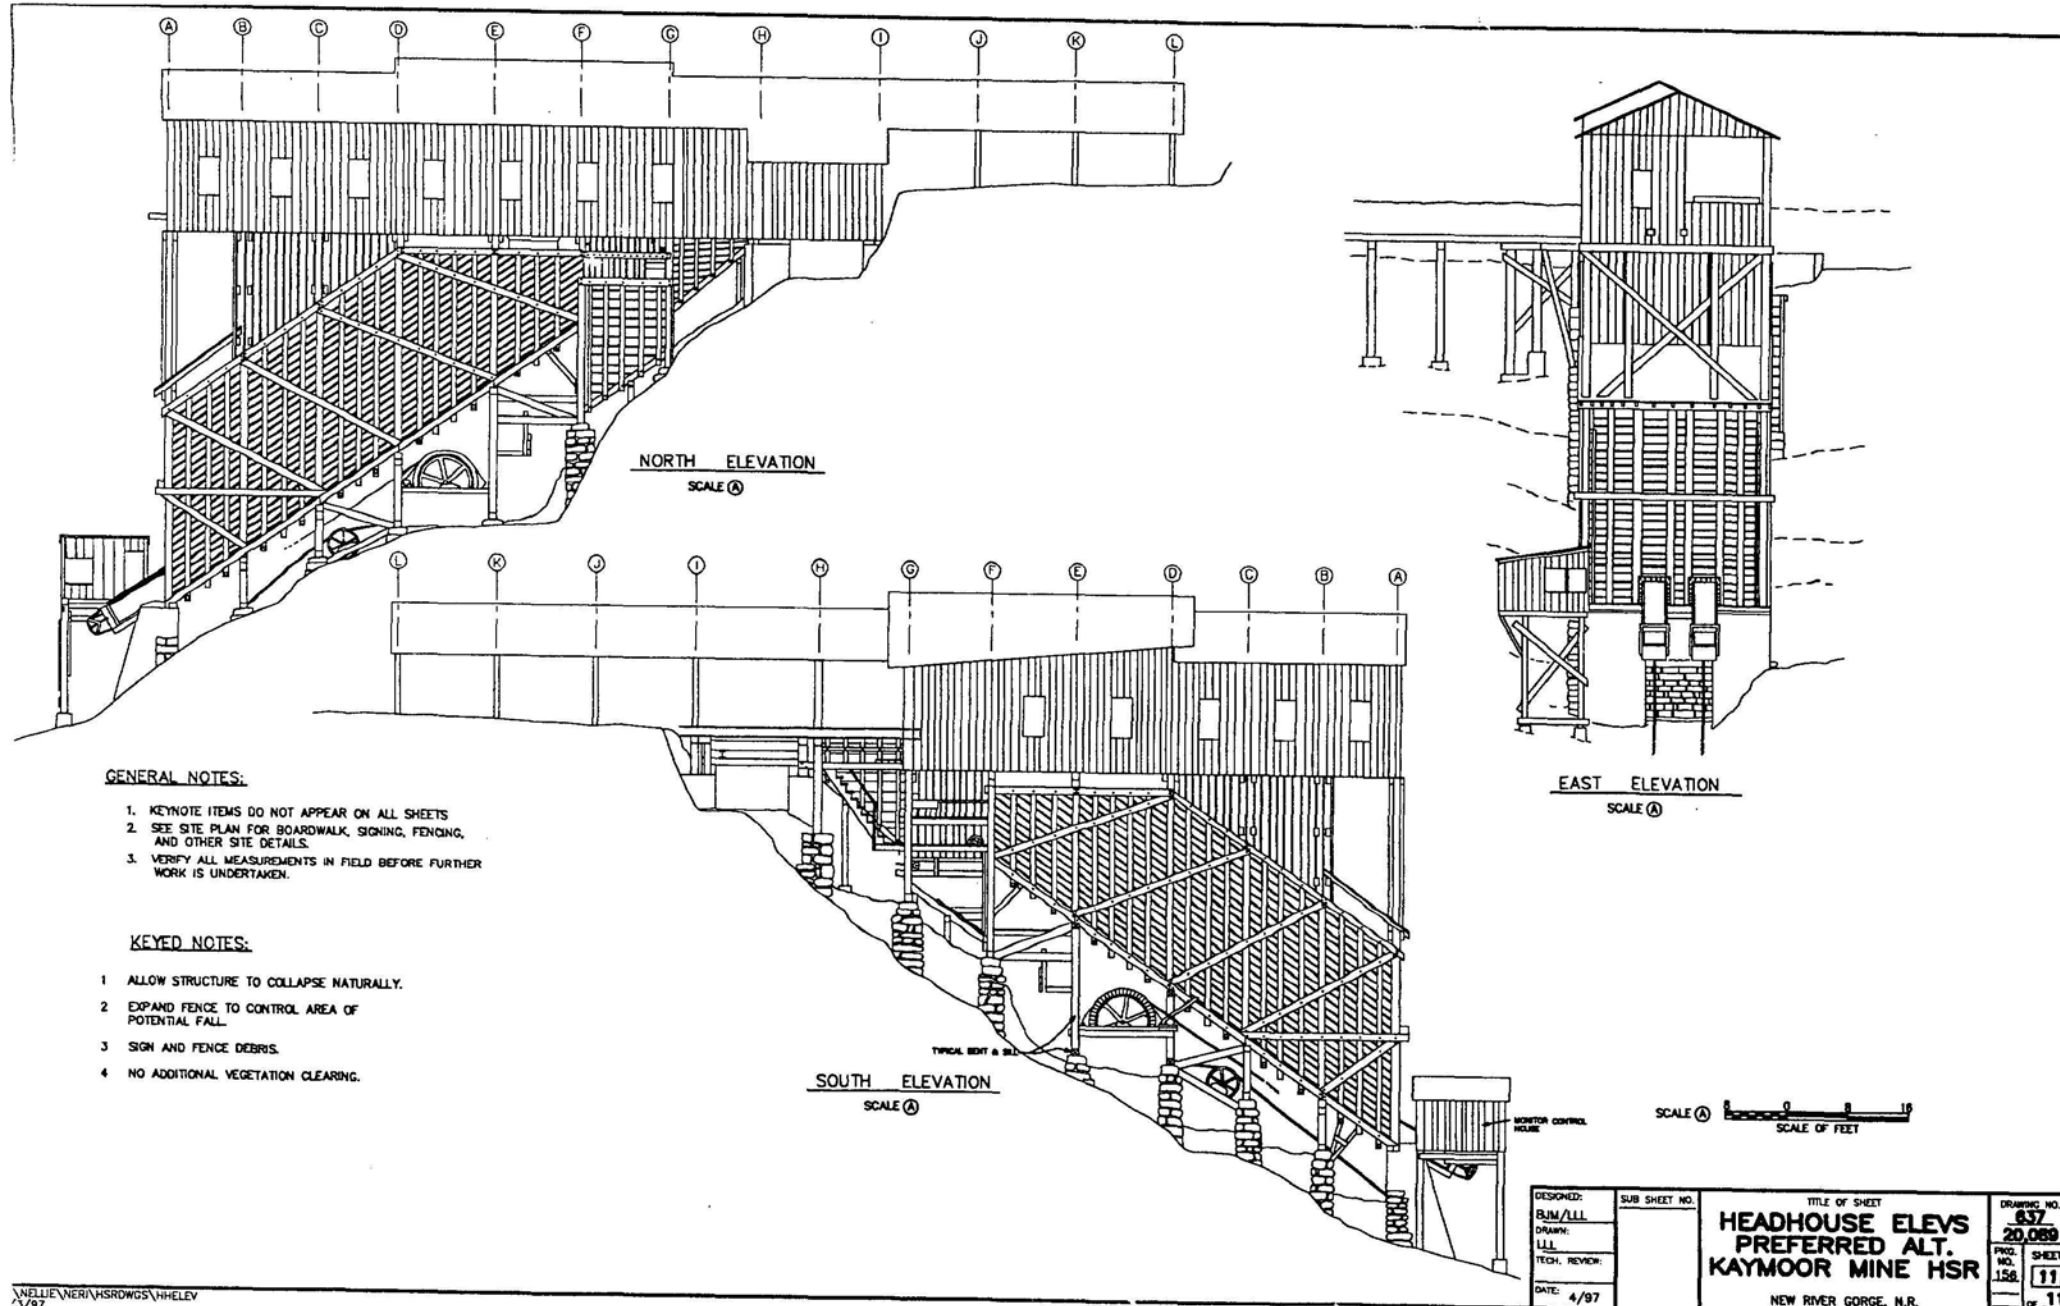 A B C D E F G H I J K L
NORTH ELEVATION
SCALE A
L K J I H G F E D C B A
EAST ELEVATION
SCALE A
GENERAL NOTES:
1. KEYNOTE ITEMS DO NOT APPEAR ON ALL SHEETS
2. SEE SITE PLAN FOR BOARDWALK, SIGNING, FENCING,
AND OTHER SITE DETAILS.
3. VERIFY ALL MEASUREMENTS IN FIELD BEFORE FURTHER
WORK IS UNDERTAKEN.
KEYED NOTES:
1 ALLOW STRUCTURE TO COLLAPSE NATURALLY.
2 EXPAND FENCE TO CONTROL AREA OF
POTENTIAL FALL.
3 SIGN AND FENCE DEBRIS.
4 NO ADDITIONAL VEGETATION CLEARING.
TYPICAL BENT & SILL
SOUTH ELEVATION
SCALE A
MONITOR CONTROL
HOUSE
SCALE A
8 0 8 16
SCALE OF FEET
DESIGNED:
BJM/LLL
DRAWN:
LLL
TECH. REVIEW:
DATE: 4/97
SUB SHEET NO.
TITLE OF SHEET
HEADHOUSE ELEVS
PREFERRED ALT.
KAYMOOR MINE HSR
NEW RIVER GORGE, N.R.
DRAWING NO.
637
20,089
PKG.
NO.
156
SHEET
11
OF 11
\NELLIE\NERI\HSRDWGS\HHELEV
/3/97